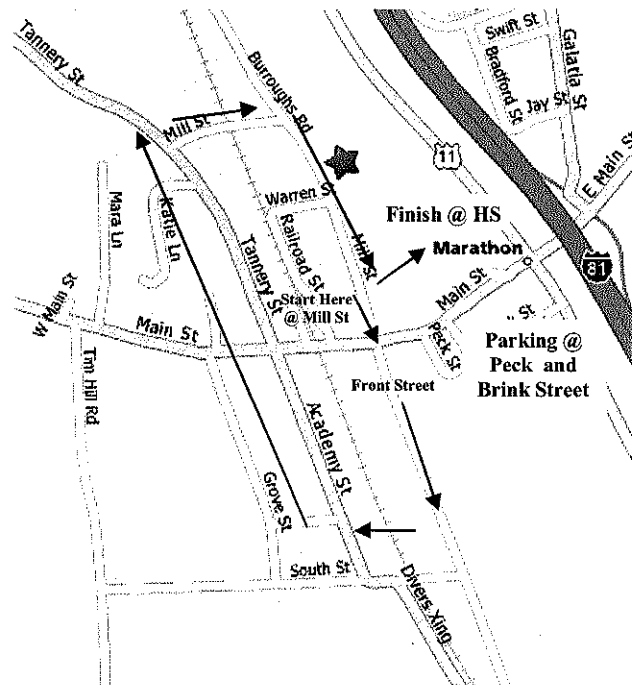 Tannery St
Burroughs Rd
Swift St
Bradford St
Galatia St
Jay St
Mill St
11
E Main St
Mara Ln
Katie Ln
Warren St
Finish @ HS
Railroad St
Hill St
Marathon
81
Tannery St
Start Here
@ Mill St
Main St
W Main St
Main St
Peck St
St
Parking @
Peck and
Brink Street
Tim Hill Rd
Front Street
Academy St
Grove St
South St
Divers Xing